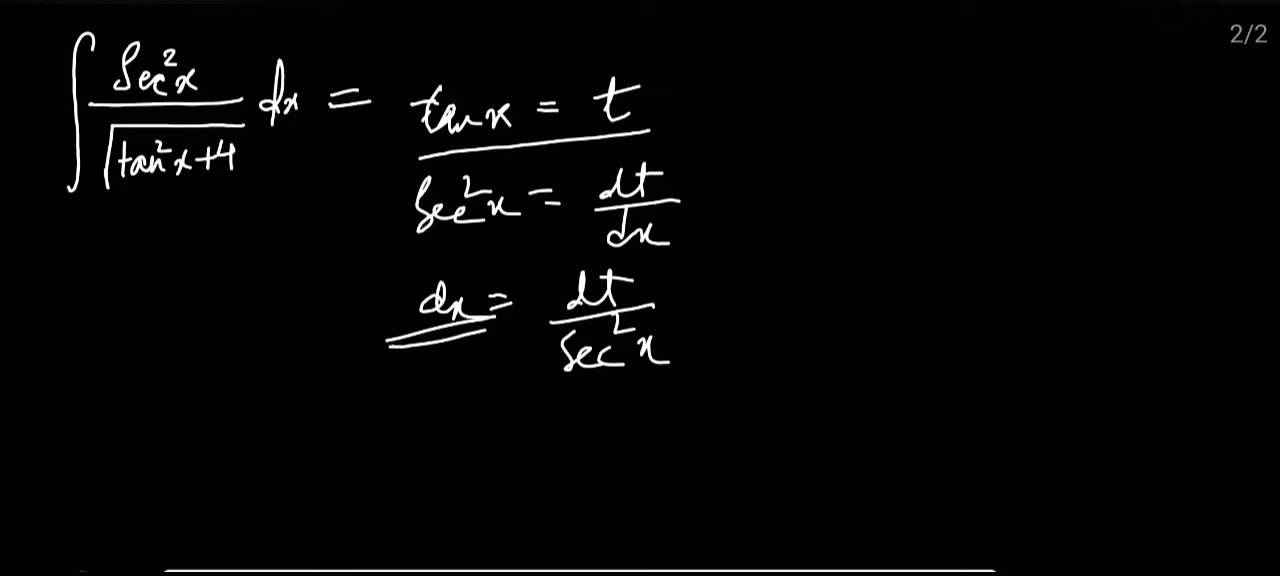 2/2
∫ Sec²x / √(tan²x+4) dx = tanx = t
Sec²x = dt/dx
dx = dt/sec²x